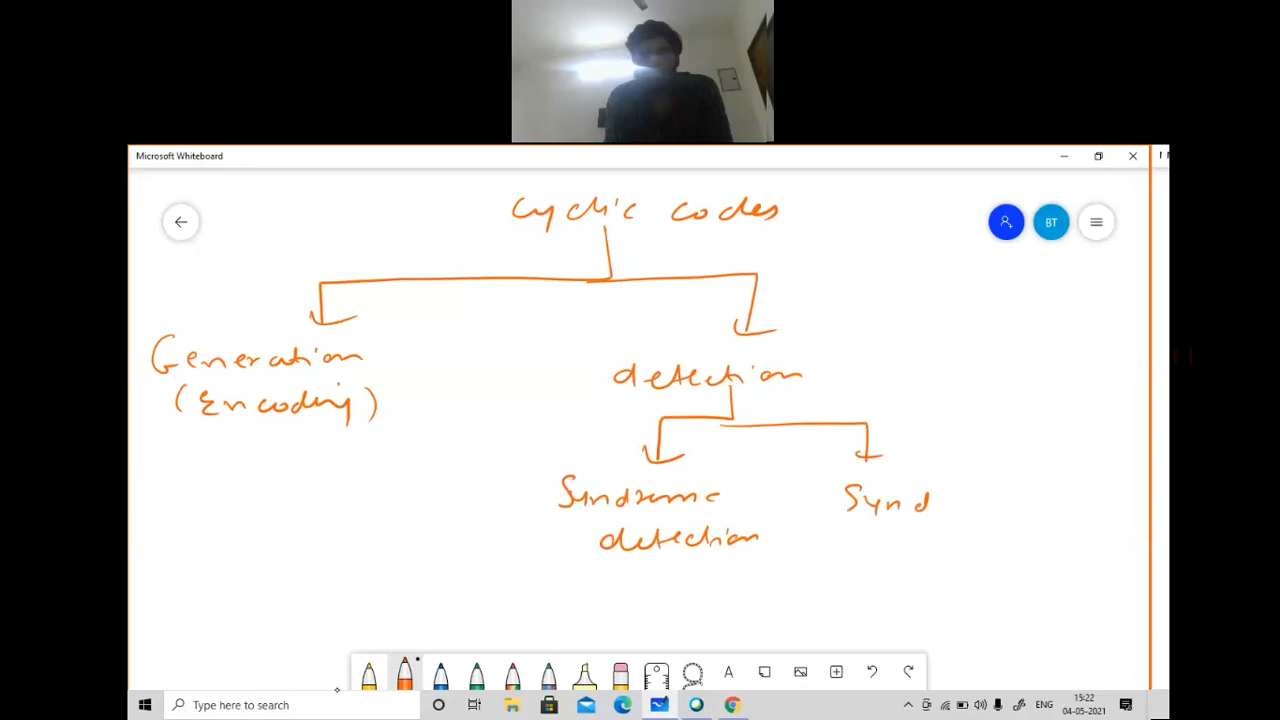 Microsoft Whiteboard
cyclic codes
BT
Generation
(Encoding)
detection
Syndrome
detection
Synd
A
Type here to search
ENG
15:22
04-05-2021